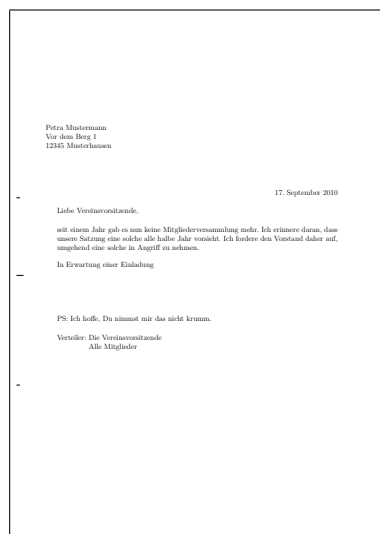 Petra Mustermann
Vor dem Berg 1
12345 Musterhausen
17. September 2010
Liebe Vereinsvorsitzende,
seit einem Jahr gab es nun keine Mitgliederversammlung mehr. Ich erinnere daran, dass
unsere Satzung eine solche alle halbe Jahr vorsieht. Ich fordere den Vorstand daher auf,
umgehend eine solche in Angriff zu nehmen.
In Erwartung einer Einladung
PS: Ich hoffe, Du nimmst mir das nicht krumm.
Verteiler: Die Vereinsvorsitzende
Alle Mitglieder